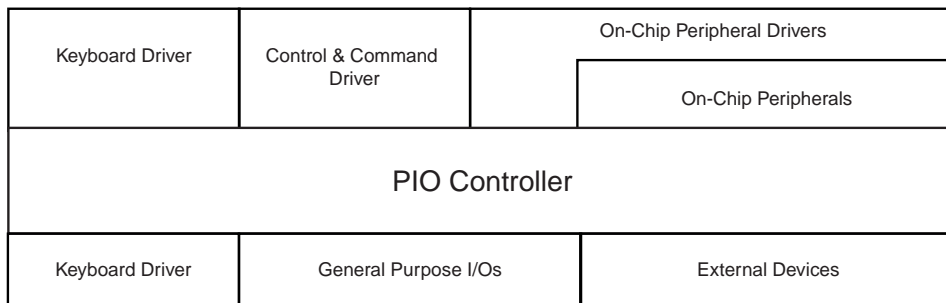 Keyboard Driver
Control & Command
Driver
On-Chip Peripheral Drivers
On-Chip Peripherals
PIO Controller
Keyboard Driver
General Purpose I/Os
External Devices